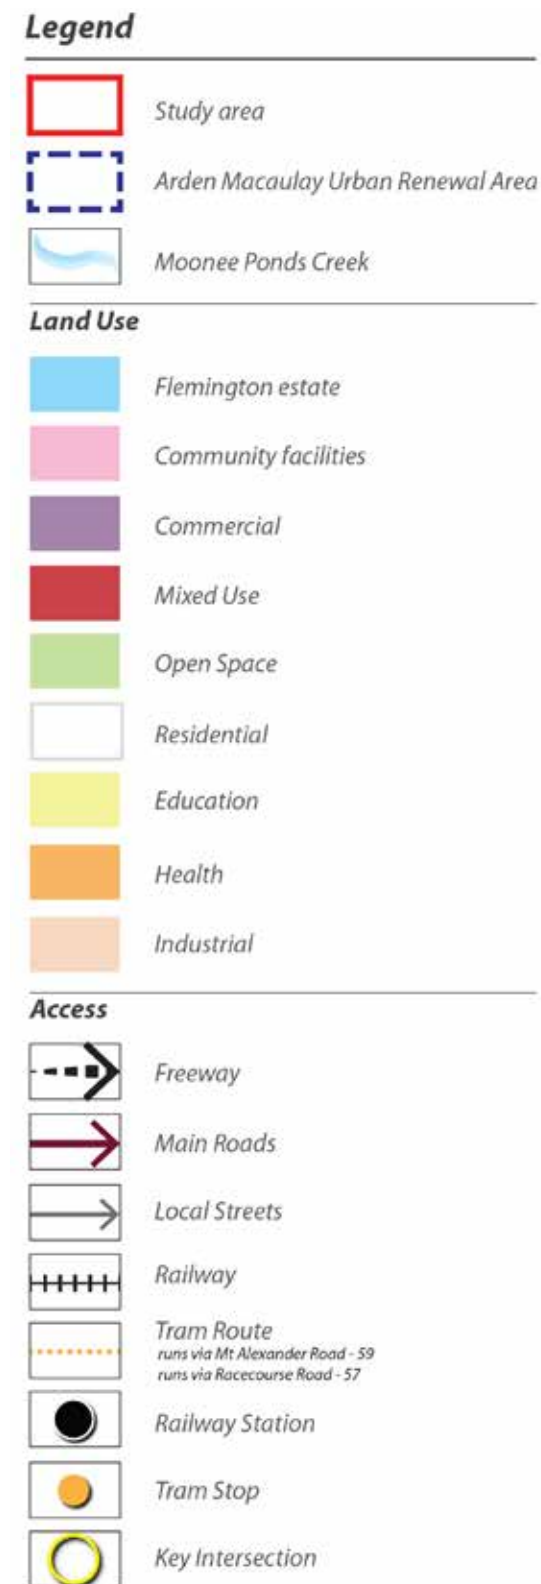 Legend
Study area
Arden Macaulay Urban Renewal Area
Moonee Ponds Creek
Land Use
Flemington estate
Community facilities
Commercial
Mixed Use
Open Space
Residential
Education
Health
Industrial
Access
Freeway
Main Roads
Local Streets
Railway
Tram Route
runs via Mt Alexander Road - 59
runs via Racecourse Road - 57
Railway Station
Tram Stop
Key Intersection